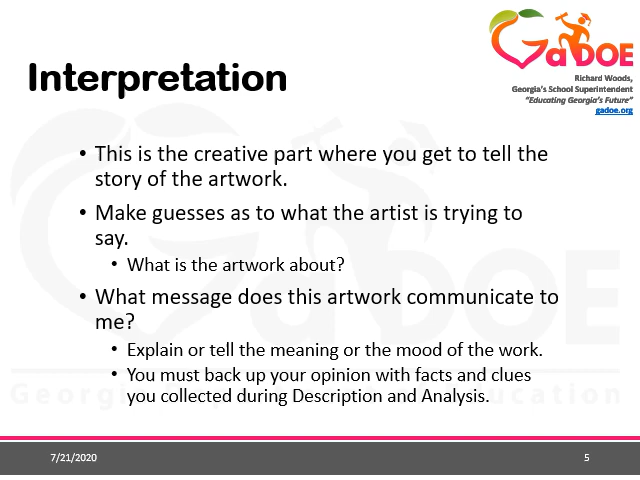 GaDOE
Richard Woods,
Georgia's School Superintendent
"Educating Georgia's Future"
gadoe.org
Interpretation
• This is the creative part where you get to tell the
story of the artwork.
• Make guesses as to what the artist is trying to
say.
• What is the artwork about?
• What message does this artwork communicate to
me?
• Explain or tell the meaning or the mood of the work.
• You must back up your opinion with facts and clues
you collected during Description and Analysis.
7/21/2020
5